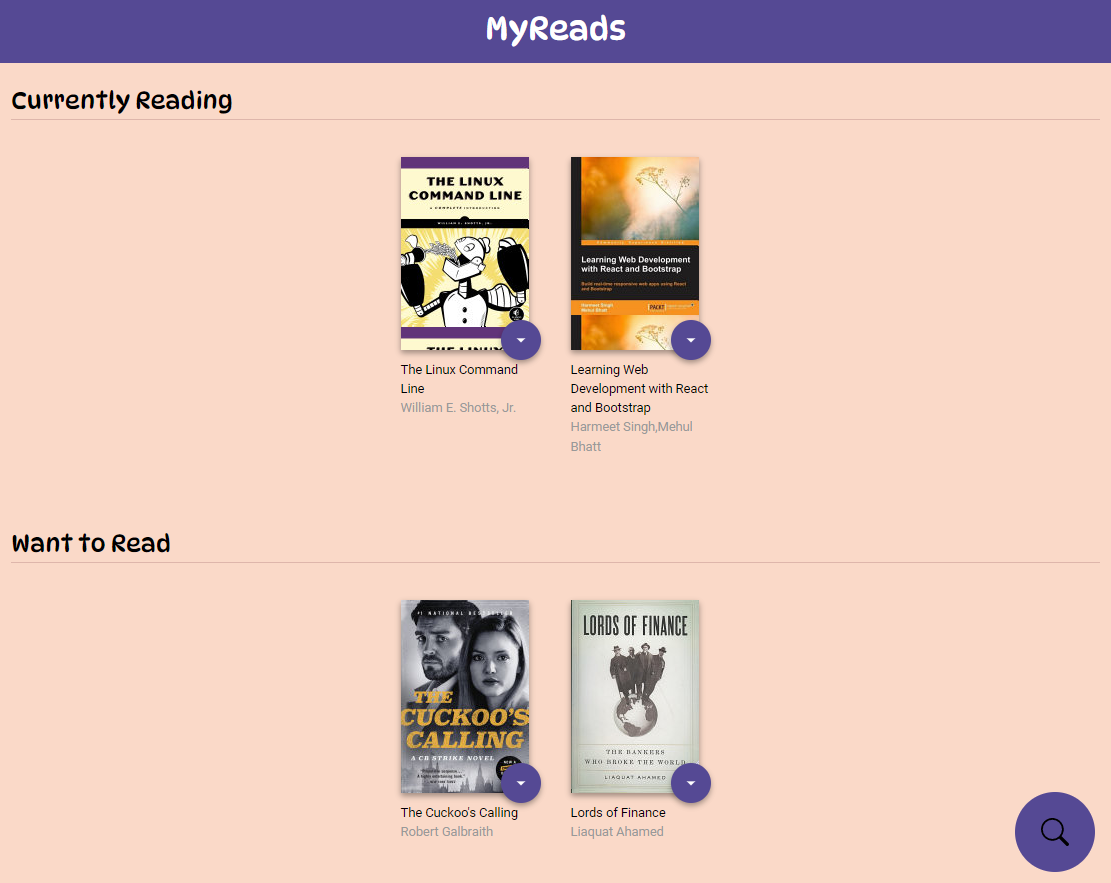 MyReads
Currently Reading
THE LINUX
COMMAND LINE
A COMPLETE INTRODUCTION
WILLIAM E. SHOTTS, JR.
THE LINUX
The Linux Command
Line
William E. Shotts, Jr.
Learning Web Development
with React and Bootstrap
Build real-time responsive web apps using React
and Bootstrap
Harmeet Singh
Mehul Bhatt
PACKT
Learning Web
Development with React
and Bootstrap
Harmeet Singh,Mehul
Bhatt
Want to Read
#1 NATIONAL BESTSELLER
THE
CUCKOO'S
CALLING
A CB STRIKE NOVEL
The Cuckoo's Calling
Robert Galbraith
LORDS OF FINANCE
THE BANKERS
WHO BROKE THE WORLD
LIAQUAT AHAMED
Lords of Finance
Liaquat Ahamed